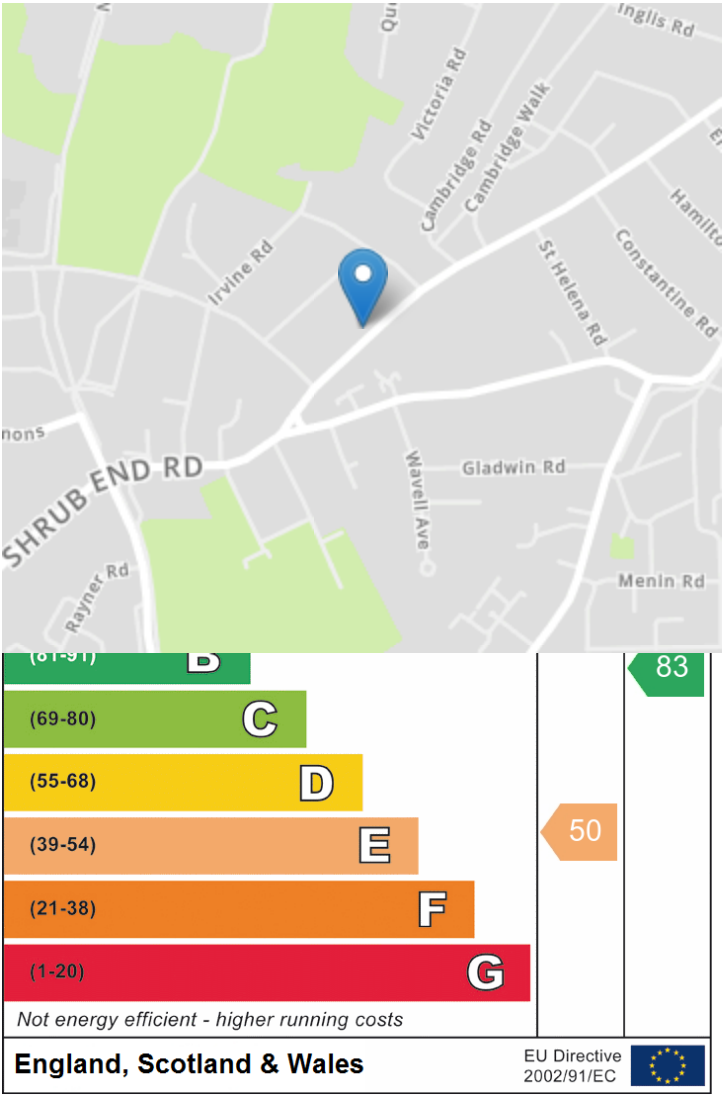 Inglis Rd
Victoria Rd
Cambridge Rd
Cambridge Walk
Constantine Rd
St Helena Rd
Irvine Rd
SHRUB END RD
Gladwin Rd
Wavell Ave
Rayner Rd
Menin Rd
(81-91) B
83
(69-80) C
(55-68) D
(39-54) E
50
(21-38) F
(1-20) G
Not energy efficient - higher running costs
England, Scotland & Wales
EU Directive
2002/91/EC